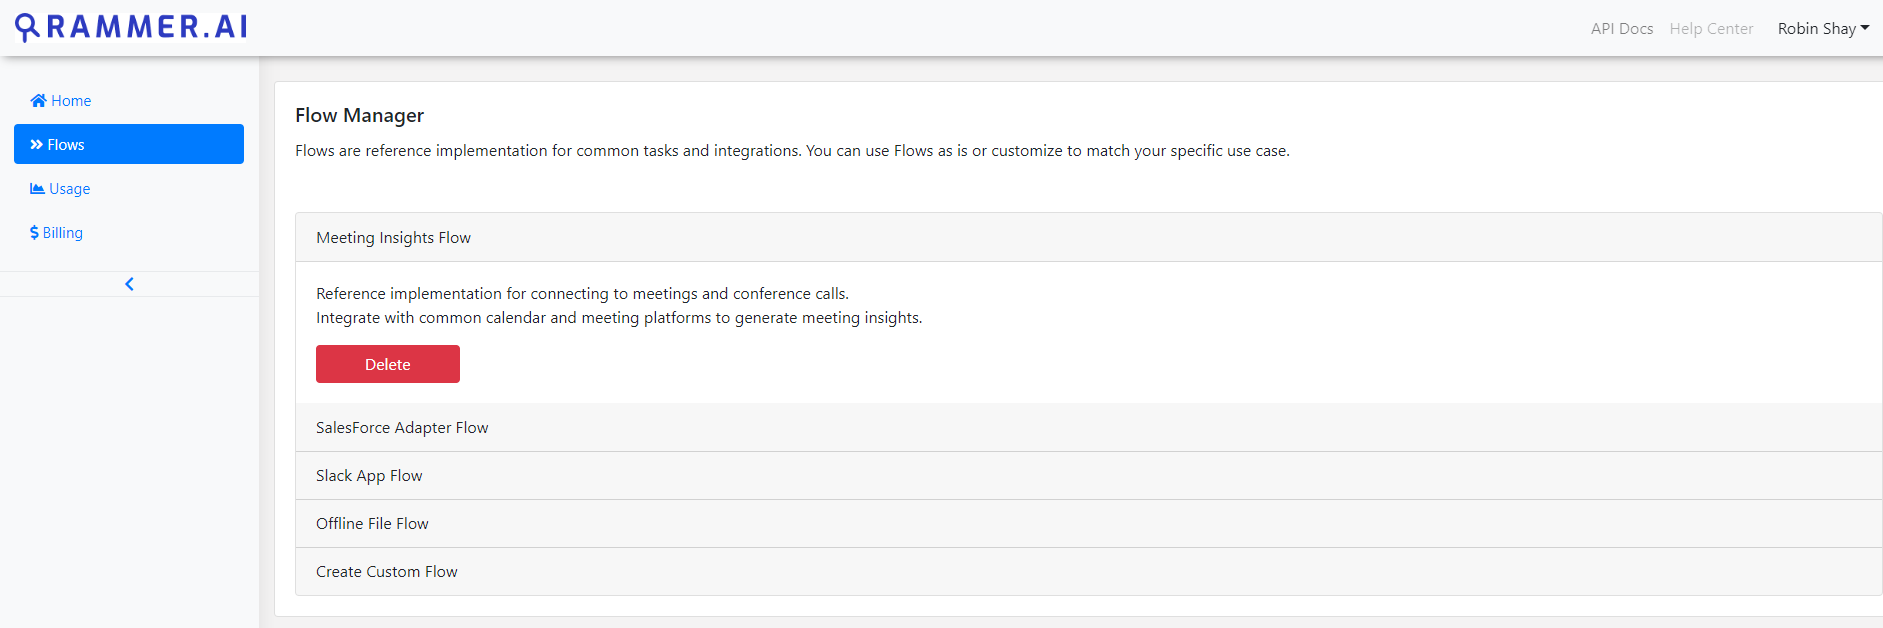 RAMMER.AI
API Docs Help Center Robin Shay
Home
Flows
Usage
Billing
Flow Manager
Flows are reference implementation for common tasks and integrations. You can use Flows as is or customize to match your specific use case.
Meeting Insights Flow
Reference implementation for connecting to meetings and conference calls.
Integrate with common calendar and meeting platforms to generate meeting insights.
Delete
SalesForce Adapter Flow
Slack App Flow
Offline File Flow
Create Custom Flow